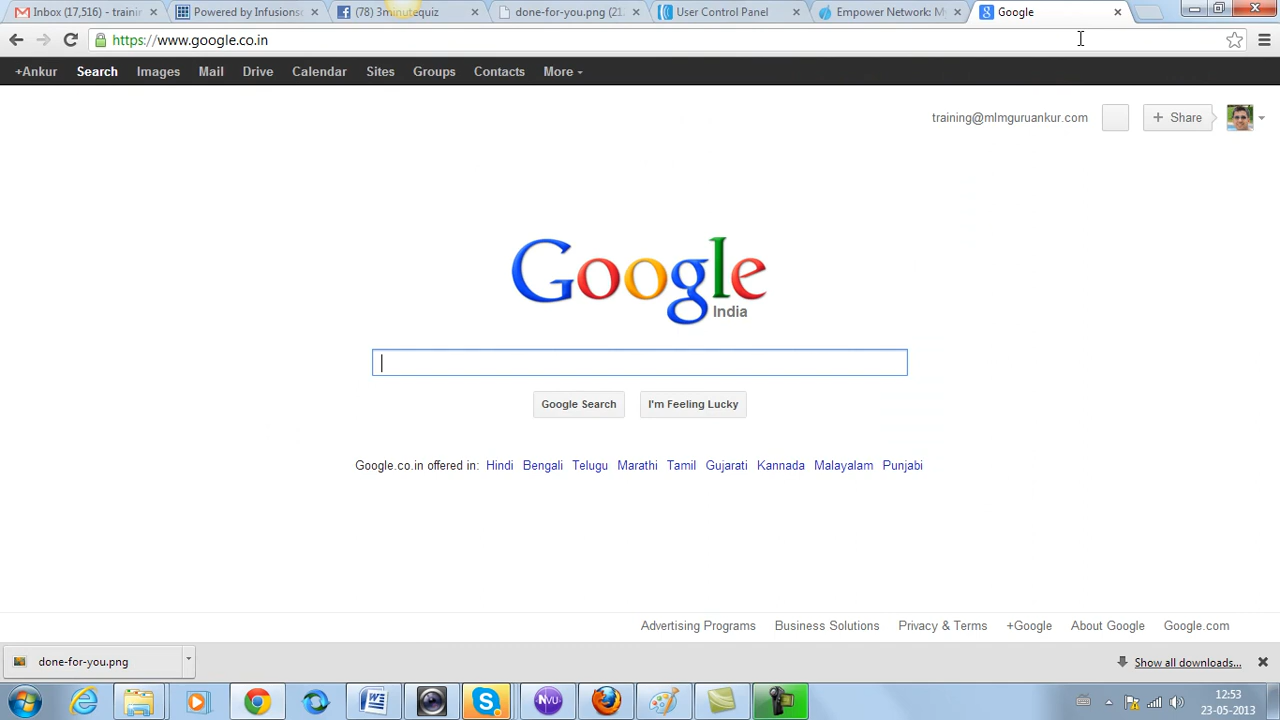 Inbox (17,516) - trainin
Powered by Infusions
(78) 3minutequiz
done-for-you.png (21
User Control Panel
Empower Network: M
Google
https://www.google.co.in
+Ankur Search Images Mail Drive Calendar Sites Groups Contacts More
training@mlmguruankur.com
+ Share
Google
India
Google Search
I'm Feeling Lucky
Google.co.in offered in: Hindi Bengali Telugu Marathi Tamil Gujarati Kannada Malayalam Punjabi
Advertising Programs Business Solutions Privacy & Terms +Google About Google Google.com
done-for-you.png
Show all downloads...
NVU
12:53
23-05-2013